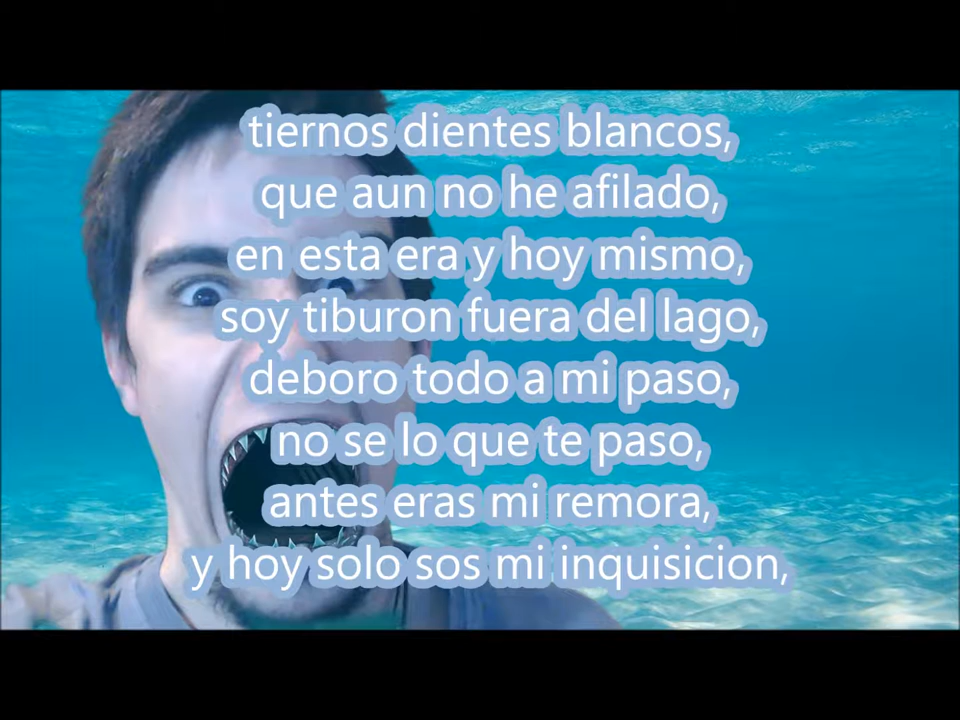 tiernos dientes blancos,
que aun no he afilado,
en esta era y hoy mismo,
soy tiburon fuera del lago,
deboro todo a mi paso,
no se lo que te paso,
antes eras mi remora,
y hoy solo sos mi inquisicion,